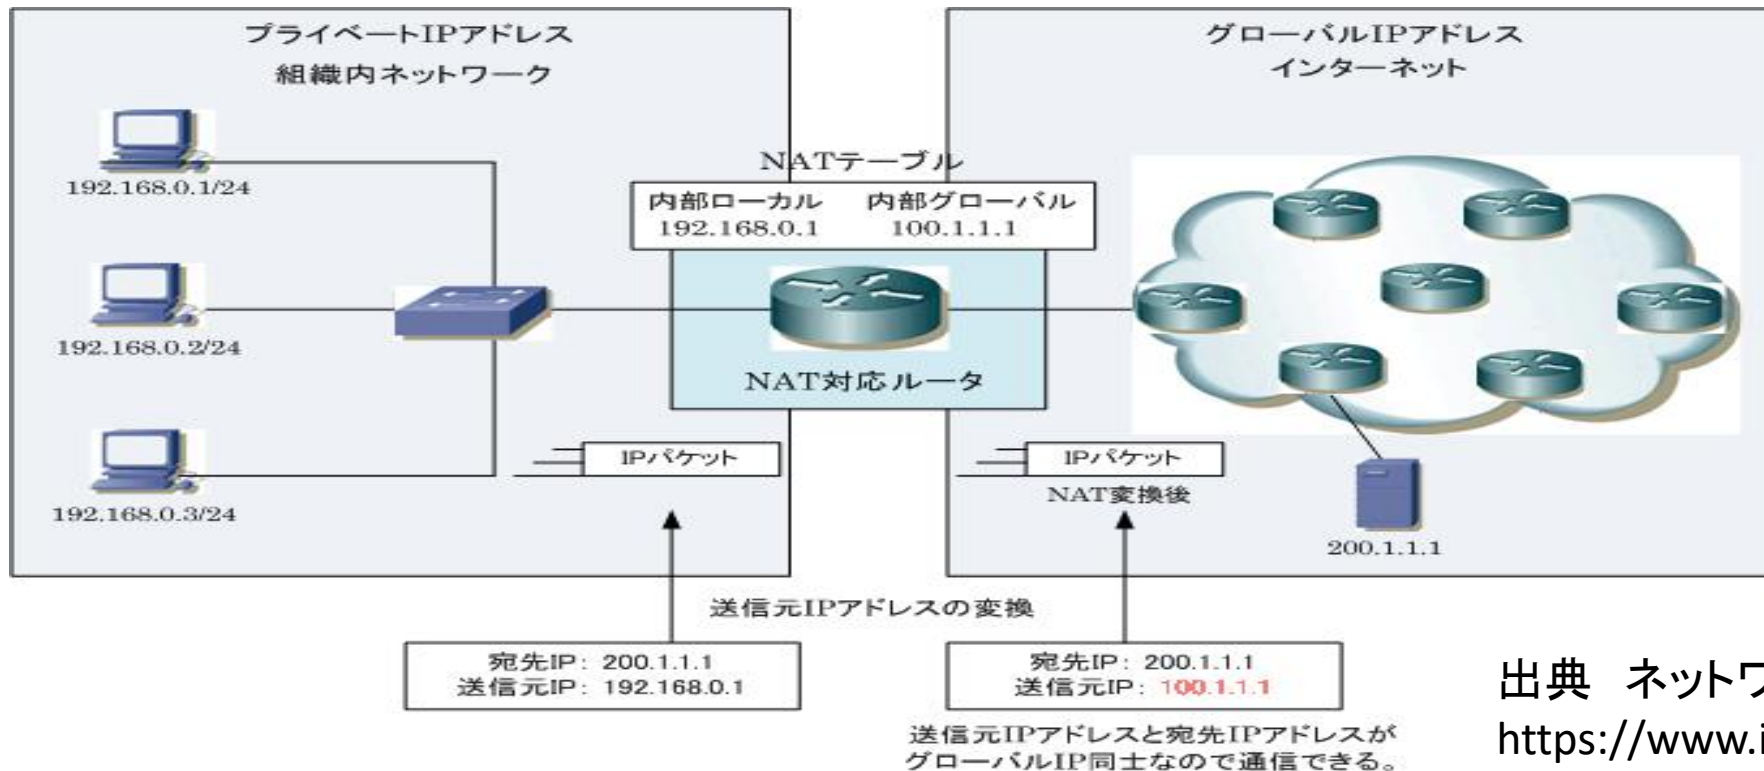 プライベートIPアドレス
組織内ネットワーク
192.168.0.1/24
192.168.0.2/24
192.168.0.3/24
NATテーブル
内部ローカル 内部グローバル
192.168.0.1 100.1.1.1
NAT対応ルータ
グローバルIPアドレス
インターネット
200.1.1.1
IPパケット
IPパケット
NAT変換後
送信元IPアドレスの変換
宛先IP: 200.1.1.1
送信元IP: 192.168.0.1
宛先IP: 200.1.1.1
送信元IP: 100.1.1.1
送信元IPアドレスと宛先IPアドレスが
グローバルIP同士なので通信できる。
出典 ネットワ
https://www.i